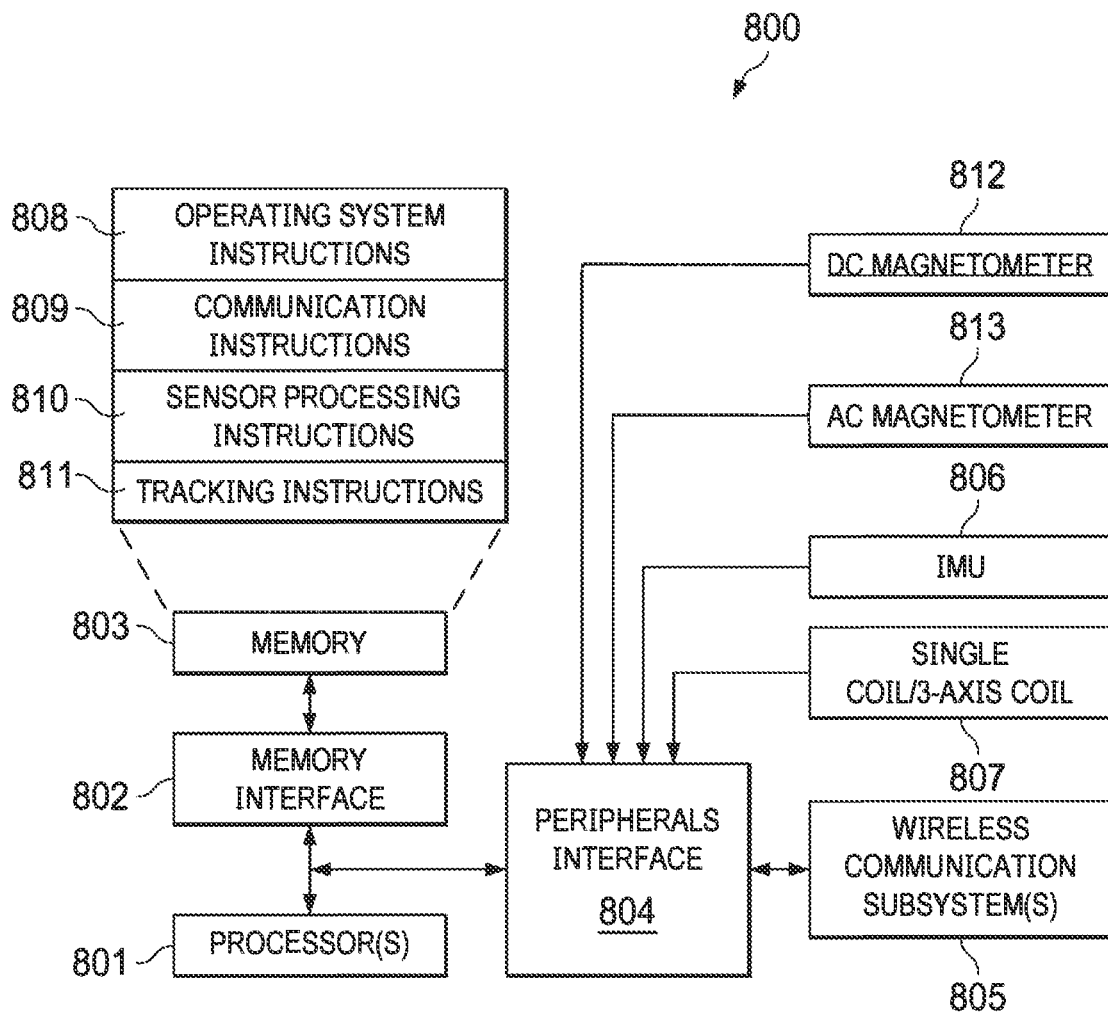 800
808
OPERATING SYSTEM
INSTRUCTIONS
809
COMMUNICATION
INSTRUCTIONS
810
SENSOR PROCESSING
INSTRUCTIONS
811
TRACKING INSTRUCTIONS
803
MEMORY
802
MEMORY
INTERFACE
801
PROCESSOR(S)
PERIPHERALS
INTERFACE
804
812
DC MAGNETOMETER
813
AC MAGNETOMETER
806
IMU
SINGLE
COIL/3-AXIS COIL
807
WIRELESS
COMMUNICATION
SUBSYSTEM(S)
805